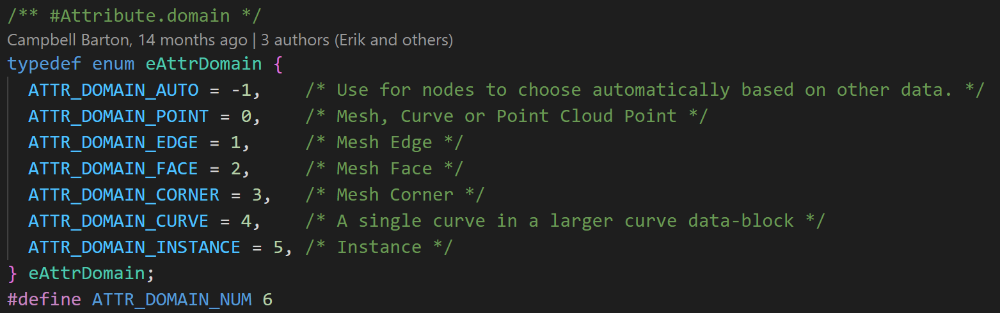 /** #Attribute.domain */
Campbell Barton, 14 months ago | 3 authors (Erik and others)
typedef enum eAttrDomain {
  ATTR_DOMAIN_AUTO = -1,    /* Use for nodes to choose automatically based on other data. */
  ATTR_DOMAIN_POINT = 0,    /* Mesh, Curve or Point Cloud Point */
  ATTR_DOMAIN_EDGE = 1,     /* Mesh Edge */
  ATTR_DOMAIN_FACE = 2,     /* Mesh Face */
  ATTR_DOMAIN_CORNER = 3,   /* Mesh Corner */
  ATTR_DOMAIN_CURVE = 4,    /* A single curve in a larger curve data-block */
  ATTR_DOMAIN_INSTANCE = 5, /* Instance */
} eAttrDomain;
#define ATTR_DOMAIN_NUM 6